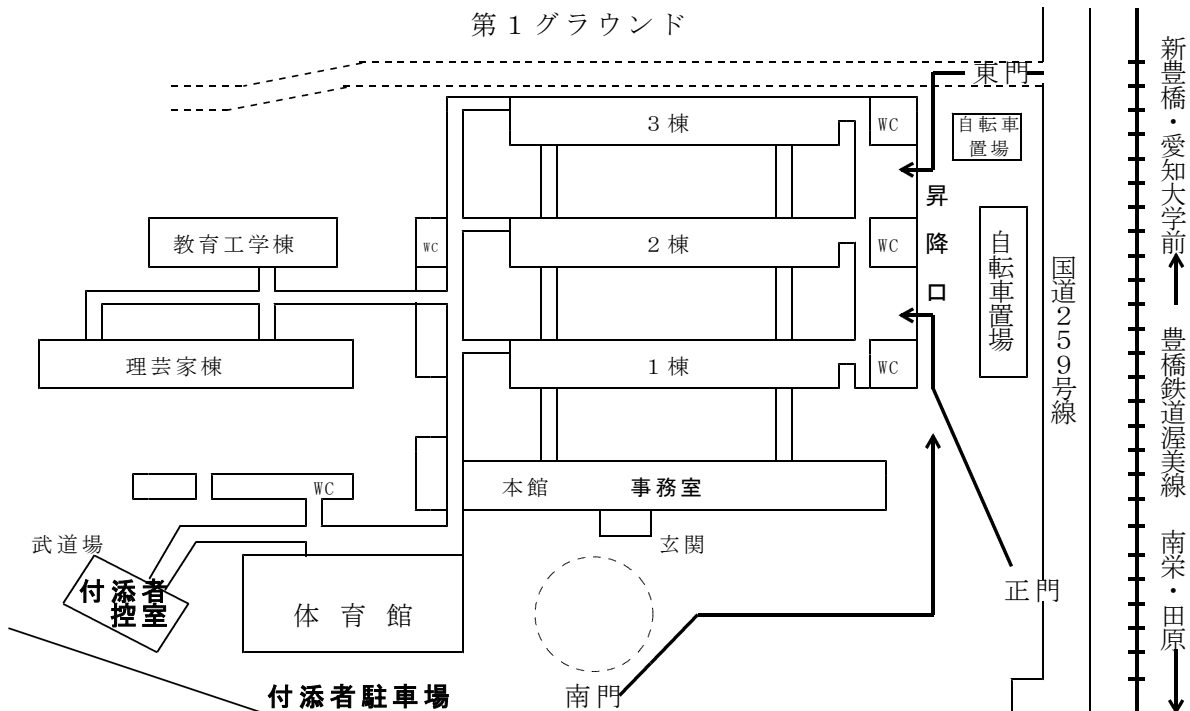 第１グラウンド
東門
３棟
WC
自転車
置場
昇降口
教育工学棟
WC
２棟
WC
自転車置場
国道２５９号線
新豊橋・愛知大学前
豊橋鉄道渥美線
南栄・田原
理芸家棟
１棟
WC
WC
本館
事務室
武道場
玄関
付添者
控室
体育館
正門
付添者駐車場
南門